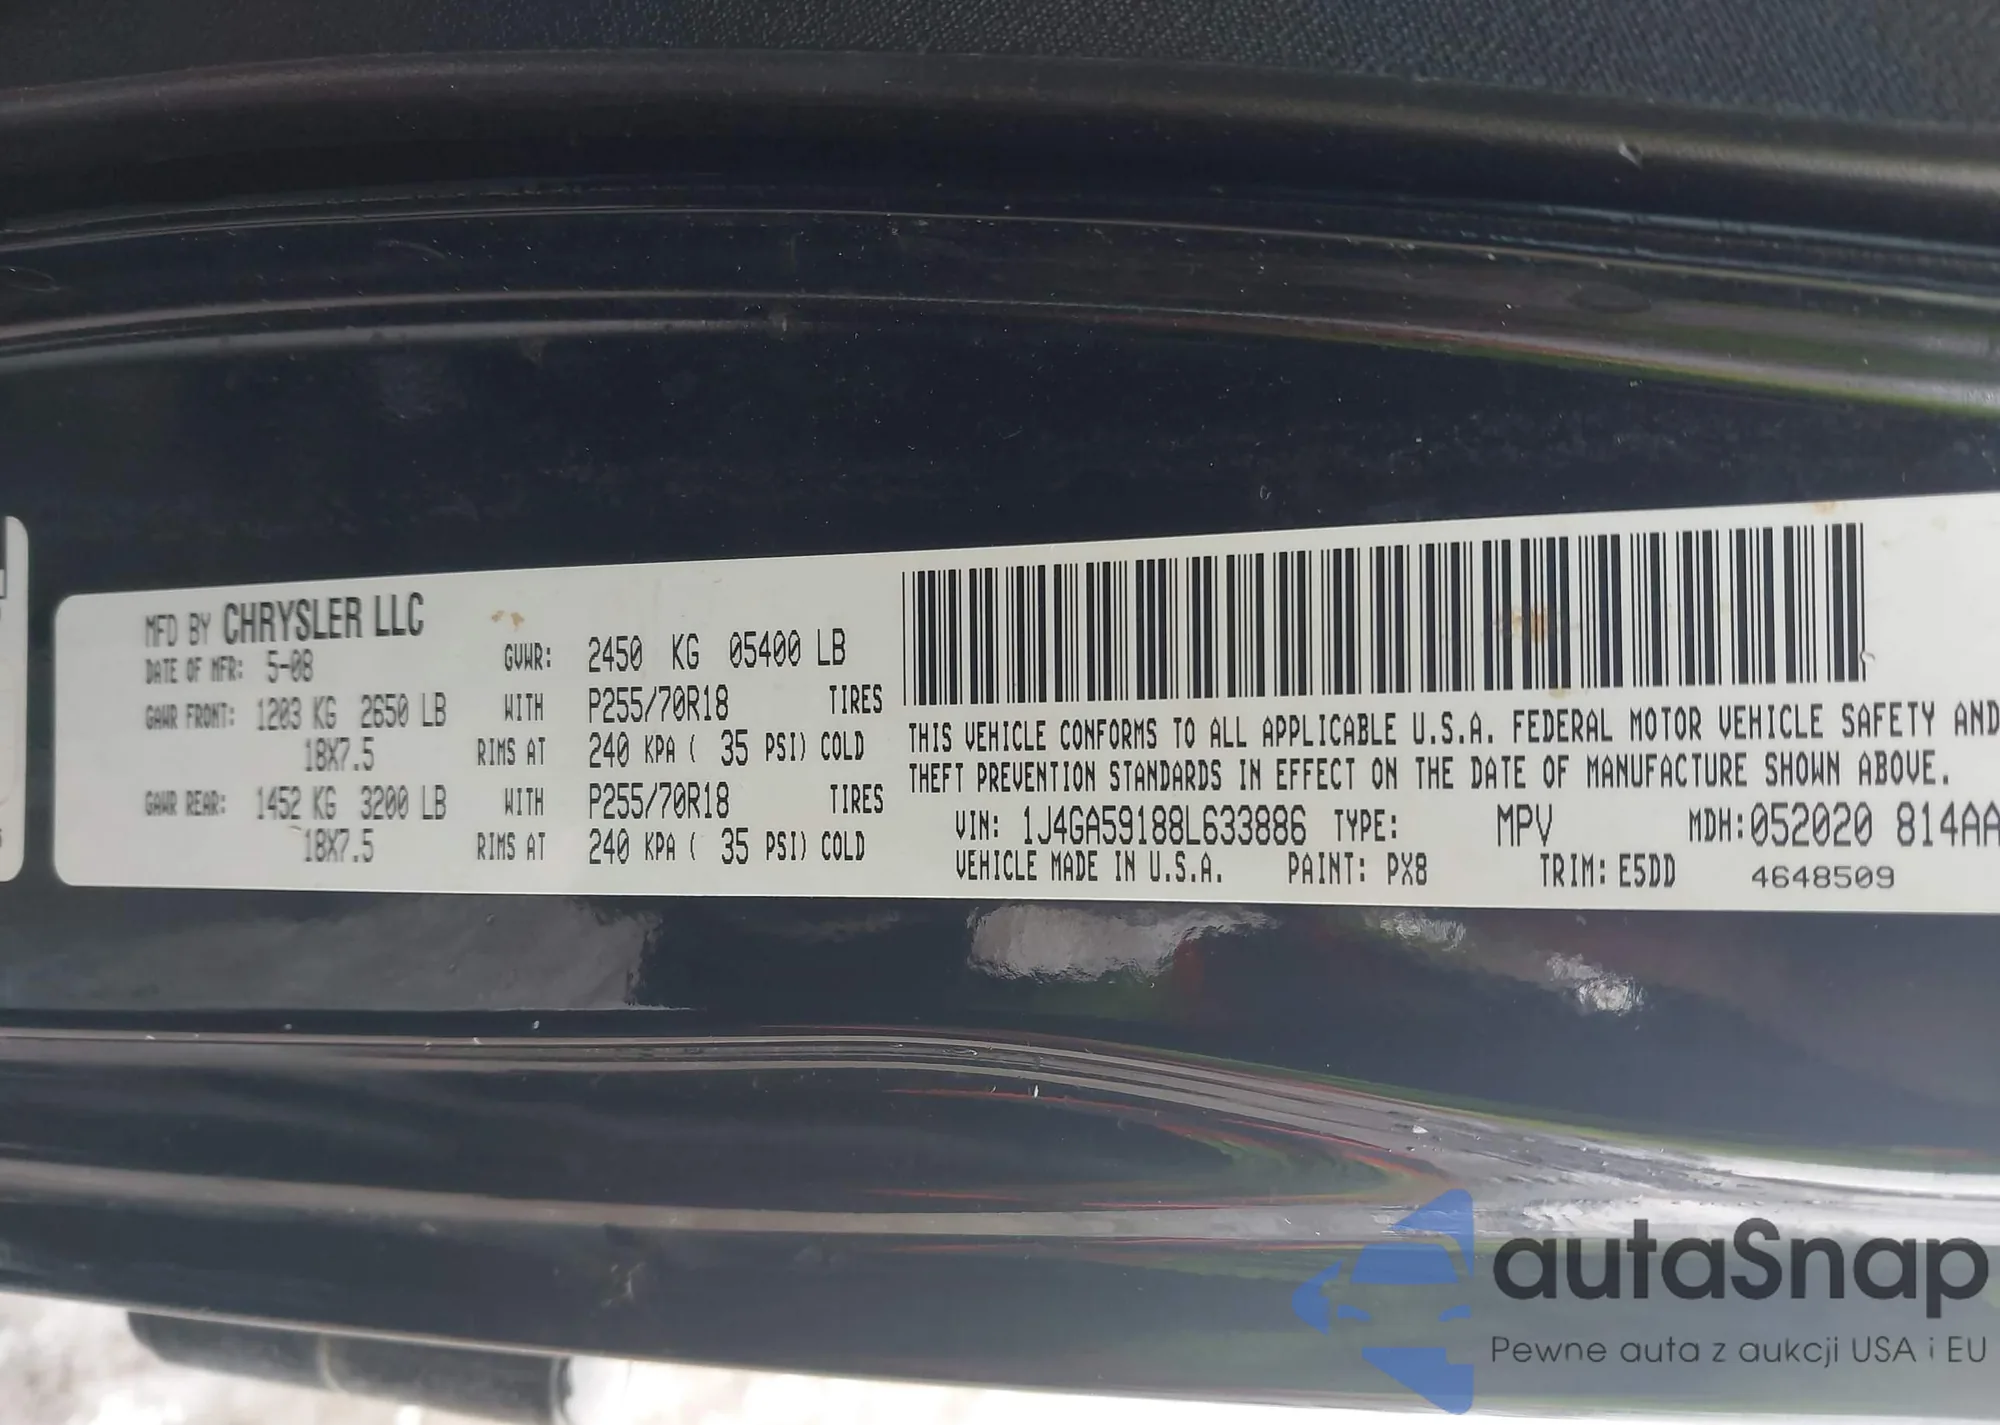 MFD BY CHRYSLER LLC
DATE OF MFR: 5-08 GVWR: 2450 KG 05400 LB
GAWR FRONT: 1203 KG 2650 LB WITH P255/70R18 TIRES
18X7.5 RIMS AT 240 KPA ( 35 PSI) COLD
GAWR REAR: 1452 KG 3200 LB WITH P255/70R18 TIRES
18X7.5 RIMS AT 240 KPA ( 35 PSI) COLD
THIS VEHICLE CONFORMS TO ALL APPLICABLE U.S.A. FEDERAL MOTOR VEHICLE SAFETY AND
THEFT PREVENTION STANDARDS IN EFFECT ON THE DATE OF MANUFACTURE SHOWN ABOVE.
VIN: 1J4GA59188L633886 TYPE: MPV MDH:052020 814AA
VEHICLE MADE IN U.S.A. PAINT: PX8 TRIM: E5DD 4648509
autaSnap
Pewne auta z aukcji USA i EU